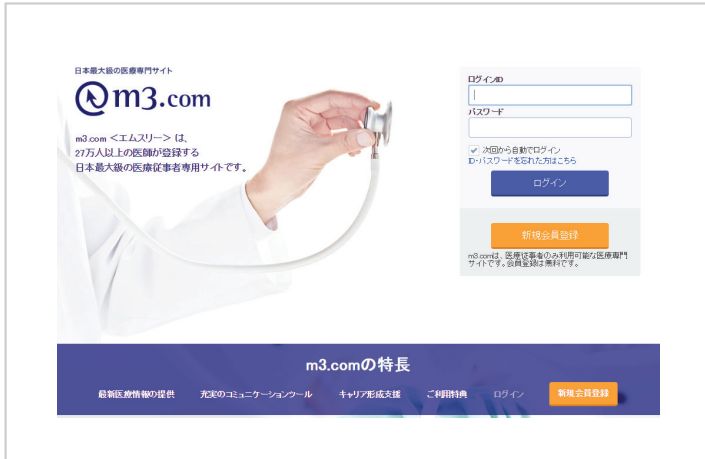 日本最大級の医療専門サイト
m3.com
m3.com <エムスリー> は、
27万人以上の医師が登録する
日本最大級の医療従事者専用サイトです。
ログインID
パスワード
次回から自動でログイン
ID・パスワードを忘れた方はこちら
ログイン
新規会員登録
m3.comは、医療従事者のみ利用可能な医療専門
サイトです。会員登録は無料です。
m3.comの特長
最新医療情報の提供 充実のコミュニケーションツール キャリア形成支援 ご利用特典 ログイン 新規会員登録